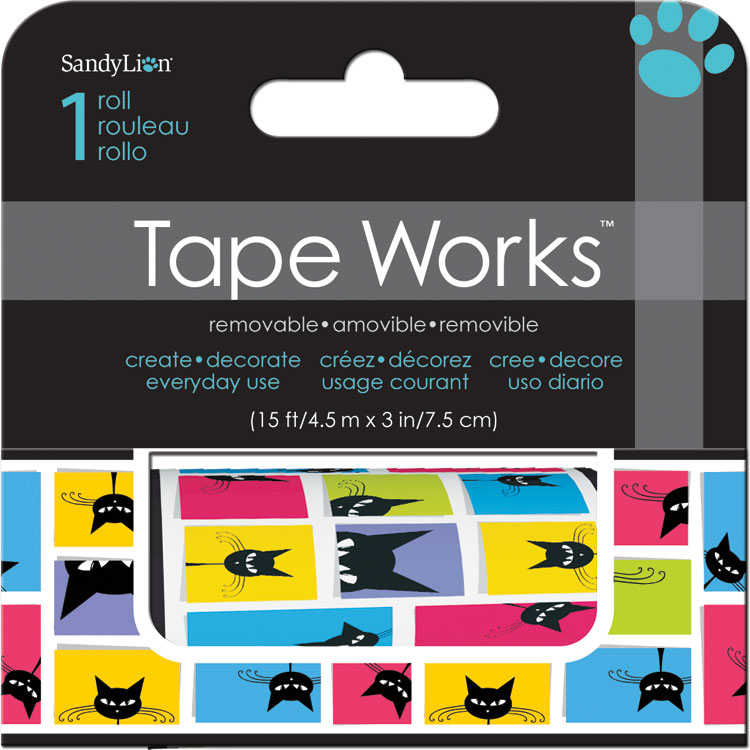 SandyLion®
1 roll
rouleau
rollo
Tape Works™
removable•amovible•removible
create•decorate créez•décorez cree•decore
everyday use usage courant uso diario
(15 ft/4.5 m x 3 in/7.5 cm)